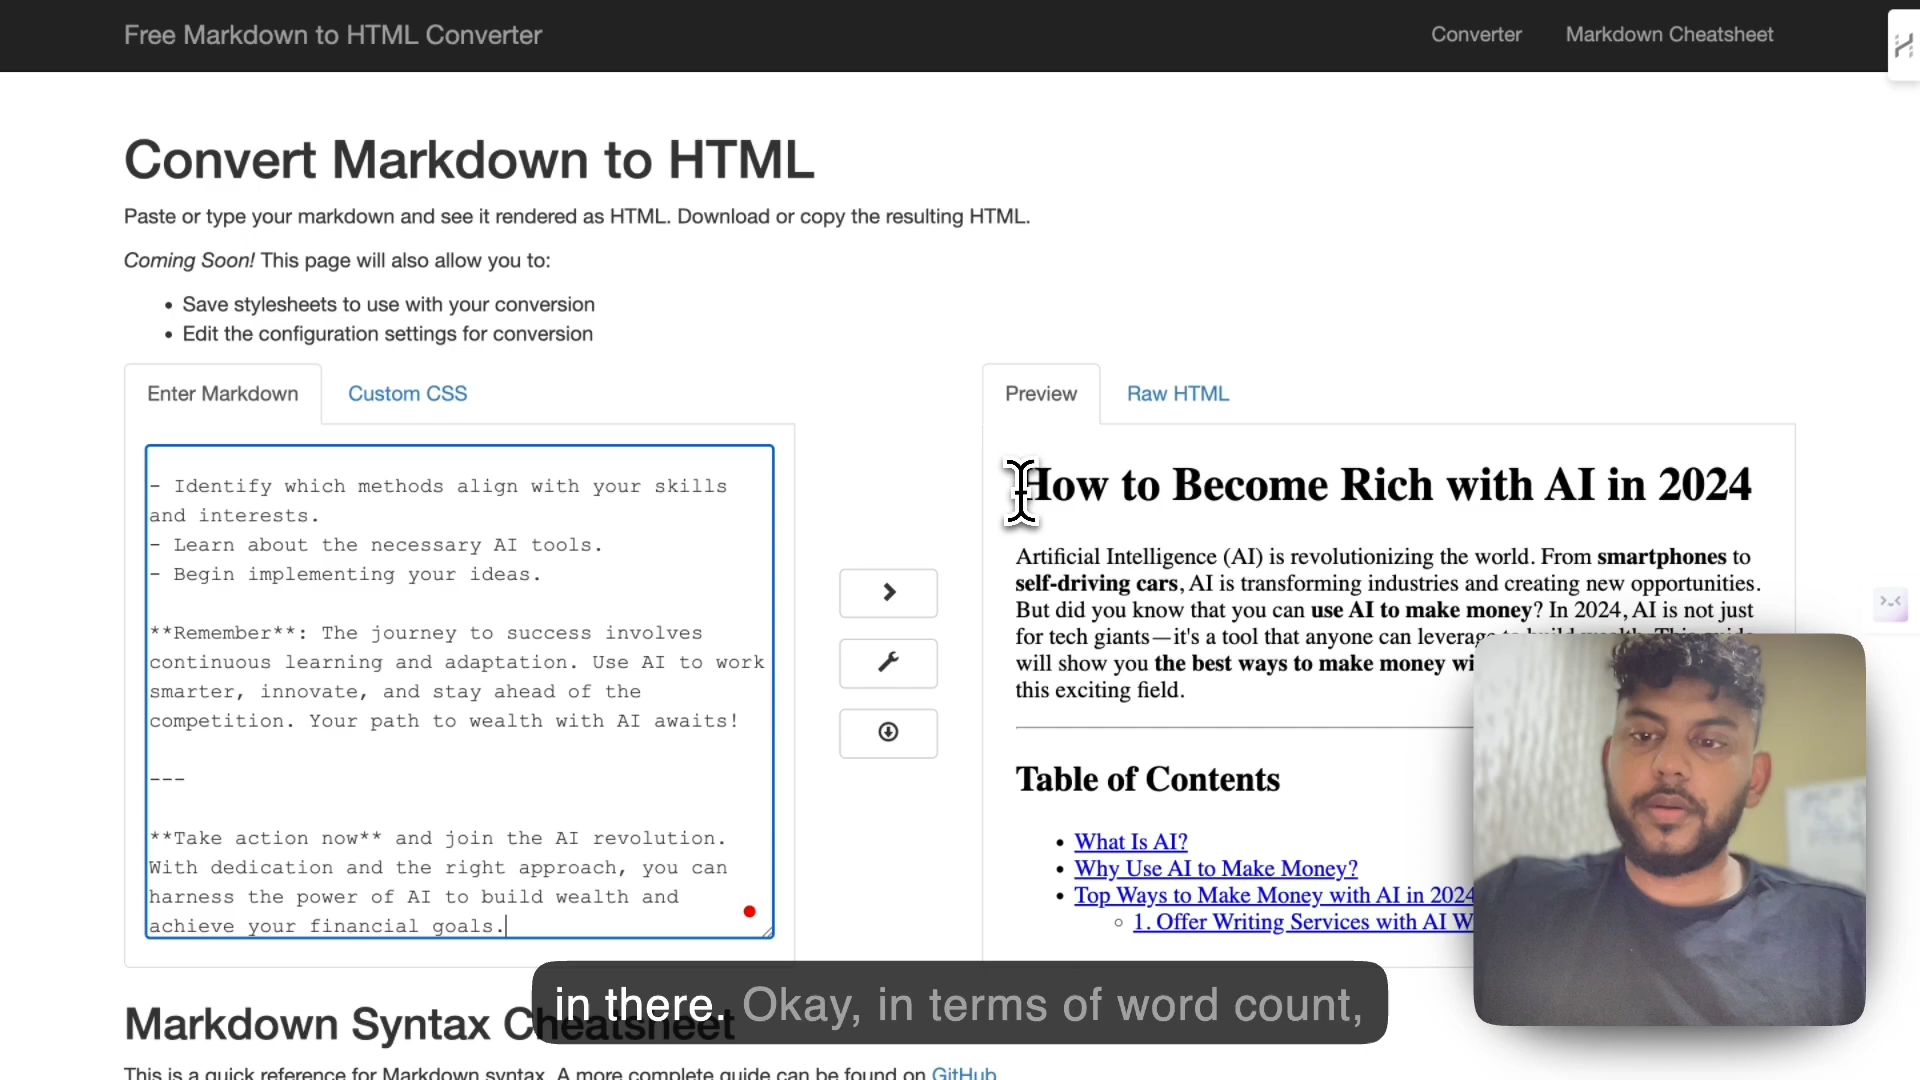 Free Markdown to HTML Converter
Converter
Markdown Cheatsheet
Convert Markdown to HTML
Paste or type your markdown and see it rendered as HTML. Download or copy the resulting HTML.
Coming Soon! This page will also allow you to:
• Save stylesheets to use with your conversion
• Edit the configuration settings for conversion
Enter Markdown
Custom CSS
- Identify which methods align with your skills
and interests.
- Learn about the necessary AI tools.
- Begin implementing your ideas.
**Remember**: The journey to success involves
continuous learning and adaptation. Use AI to work
smarter, innovate, and stay ahead of the
competition. Your path to wealth with AI awaits!
---
**Take action now** and join the AI revolution.
With dedication and the right approach, you can
harness the power of AI to build wealth and
achieve your financial goals.
Preview
Raw HTML
How to Become Rich with AI in 2024
Artificial Intelligence (AI) is revolutionizing the world. From smartphones to
self-driving cars, AI is transforming industries and creating new opportunities.
But did you know that you can use AI to make money? In 2024, AI is not just
for tech giants—it's a tool that anyone can leverage to build wealth. This guide
will show you the best ways to make money wi
this exciting field.
Table of Contents
• What Is AI?
• Why Use AI to Make Money?
• Top Ways to Make Money with AI in 2024
◦ 1. Offer Writing Services with AI W
in there. Okay, in terms of word count,
Markdown Syntax Cheatsheet
This is a quick reference for Markdown syntax. A more complete guide can be found on GitHub